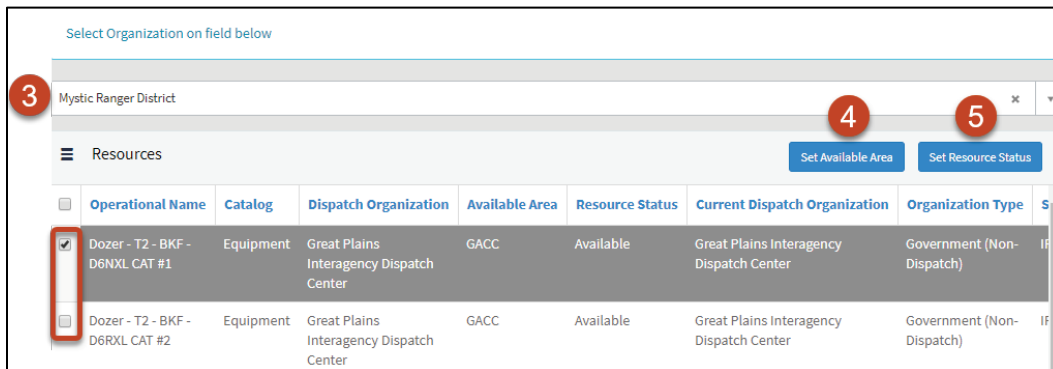 Select Organization on field below
3
Mystic Ranger District
4
5
Resources
Set Available Area
Set Resource Status
Operational Name Catalog Dispatch Organization Available Area Resource Status Current Dispatch Organization Organization Type S
Dozer - T2 - BKF - Equipment Great Plains GACC Available Great Plains Interagency Government (Non- IF
D6NXL CAT #1 Interagency Dispatch Dispatch Center Dispatch)
Center
Dozer - T2 - BKF - Equipment Great Plains GACC Available Great Plains Interagency Government (Non- IF
D6RXL CAT #2 Interagency Dispatch Dispatch Center Dispatch)
Center